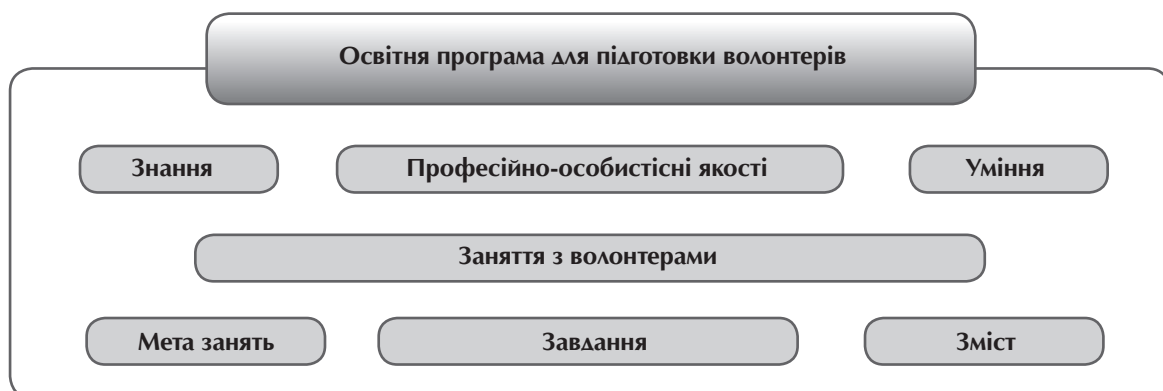 Освітня програма для підготовки волонтерів
Знання
Професійно-особистісні якості
Уміння
Заняття з волонтерами
Мета занять
Завдання
Зміст